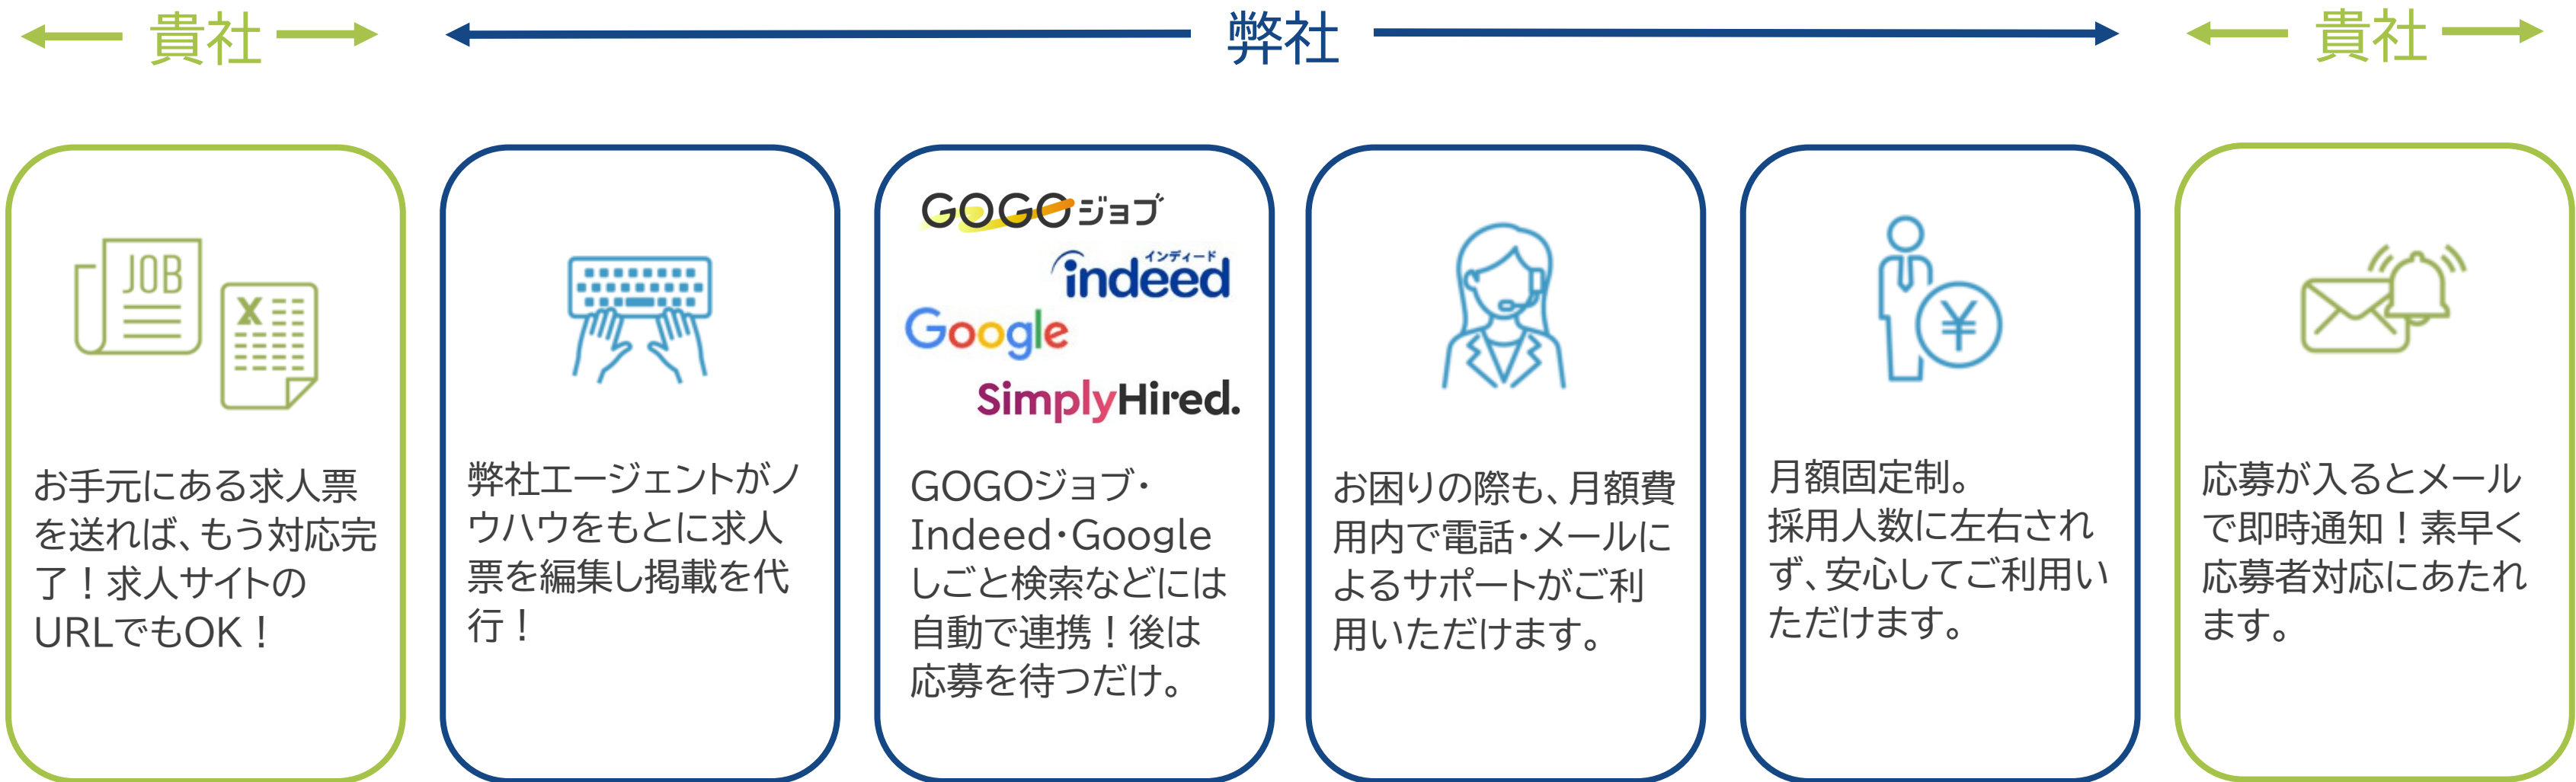 貴社
弊社
貴社
JOB
X
お手元にある求人票
を送れば、もう対応完
了！求人サイトの
URLでもOK！
弊社エージェントがノ
ウハウをもとに求人
票を編集し掲載を代
行！
GOGOジョブ
インディード
indeed
Google
SimplyHired.
GOGOジョブ・
Indeed・Google
しごと検索などには
自動で連携！後は
応募を待つだけ。
お困りの際も、月額費
用内で電話・メールに
よるサポートがご利
用いただけます。
¥
月額固定制。
採用人数に左右され
ず、安心してご利用い
ただけます。
応募が入るとメール
で即時通知！素早く
応募者対応にあたれ
ます。